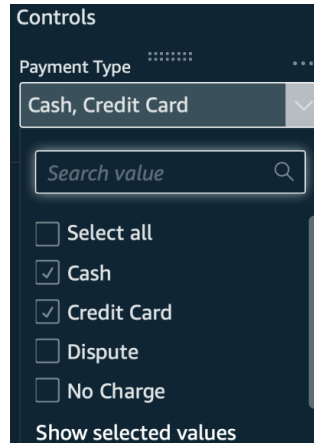 Controls
Payment Type
Cash, Credit Card
Search value
Select all
Cash
Credit Card
Dispute
No Charge
Show selected values